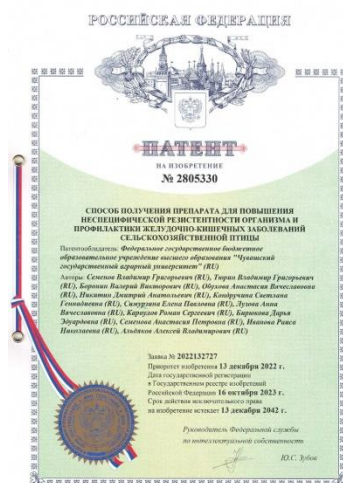 РОССИЙСКАЯ ФЕДЕРАЦИЯ
ПАТЕНТ
НА ИЗОБРЕТЕНИЕ
№ 2805330
СПОСОБ ПОЛУЧЕНИЯ ПРЕПАРАТА ДЛЯ ПОВЫШЕНИЯ
НЕСПЕЦИФИЧЕСКОЙ РЕЗИСТЕНТНОСТИ ОРГАНИЗМА И
ПРОФИЛАКТИКИ ЖЕЛУДОЧНО-КИШЕЧНЫХ ЗАБОЛЕВАНИЙ
СЕЛЬСКОХОЗЯЙСТВЕННОЙ ПТИЦЫ
Патентообладатель: Федеральное государственное бюджетное
образовательное учреждение высшего образования "Чувашский
государственный аграрный университет" (RU)
Авторы: Семенов Владимир Григорьевич (RU), Тюрин Владимир Григорьевич
(RU), Боронин Валерий Викторович (RU), Обухова Анастасия Вячеславовна
(RU), Никитин Дмитрий Анатольевич (RU), Кондручина Светлана
Геннадиевна (RU), Симурзина Елена Павловна (RU), Лузова Анна
Вячеславовна (RU), Караулов Роман Сергеевич (RU), Бирюкова Дарья
Эдуардовна (RU), Семенова Анастасия Петровна (RU), Иванова Раиса
Николаевна (RU), Альдяков Алексей Владимирович (RU)
Заявка № 2022132727
Приоритет изобретения 13 декабря 2022 г.
Дата государственной регистрации
в Государственном реестре изобретений
Российской Федерации 16 октября 2023 г.
Срок действия исключительного права
на изобретение истекает 13 декабря 2042 г.
Руководитель Федеральной службы
по интеллектуальной собственности
Ю.С. Зубов